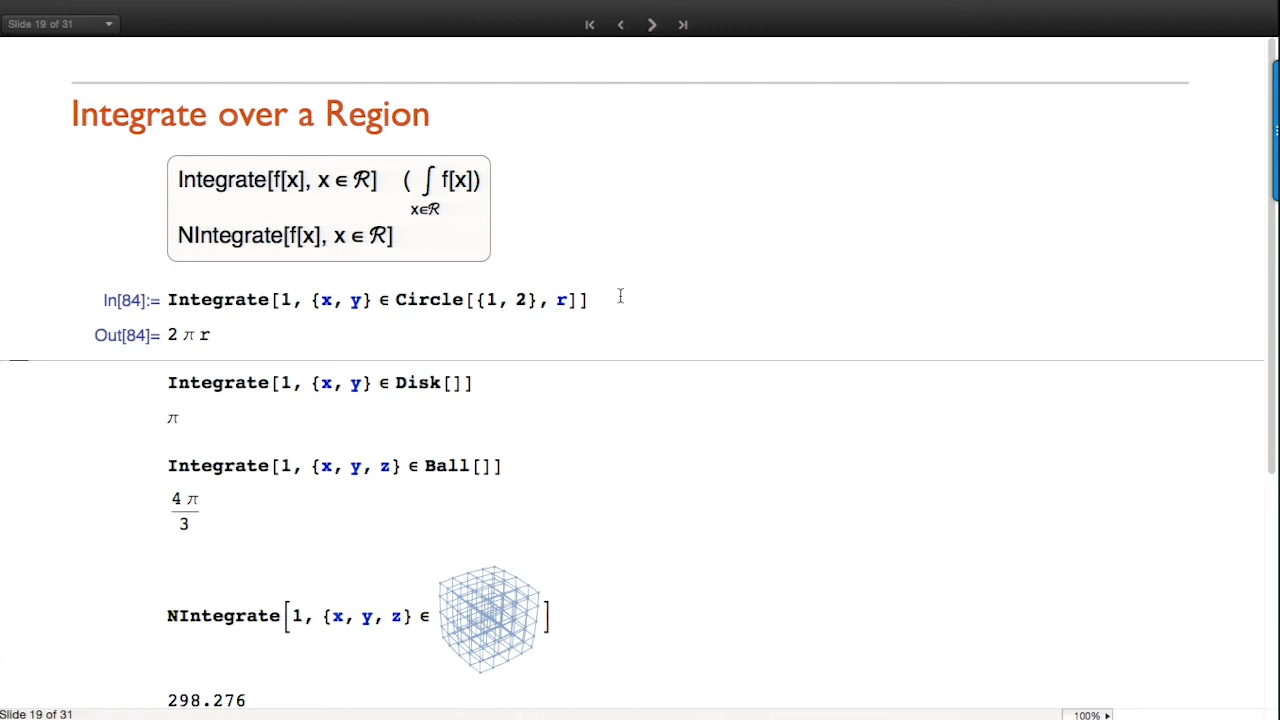 Slide 19 of 31
Integrate over a Region
Integrate[f[x], x ∈ ℛ] ( ∫ f[x])
x∈ℛ
NIntegrate[f[x], x ∈ ℛ]
In[84]:= Integrate[1, {x, y} ∈ Circle[{1, 2}, r]]
Out[84]= 2 π r
Integrate[1, {x, y} ∈ Disk[]]
π
Integrate[1, {x, y, z} ∈ Ball[]]
4 π
3
NIntegrate[1, {x, y, z} ∈ ]
298.276
Slide 19 of 31
100%